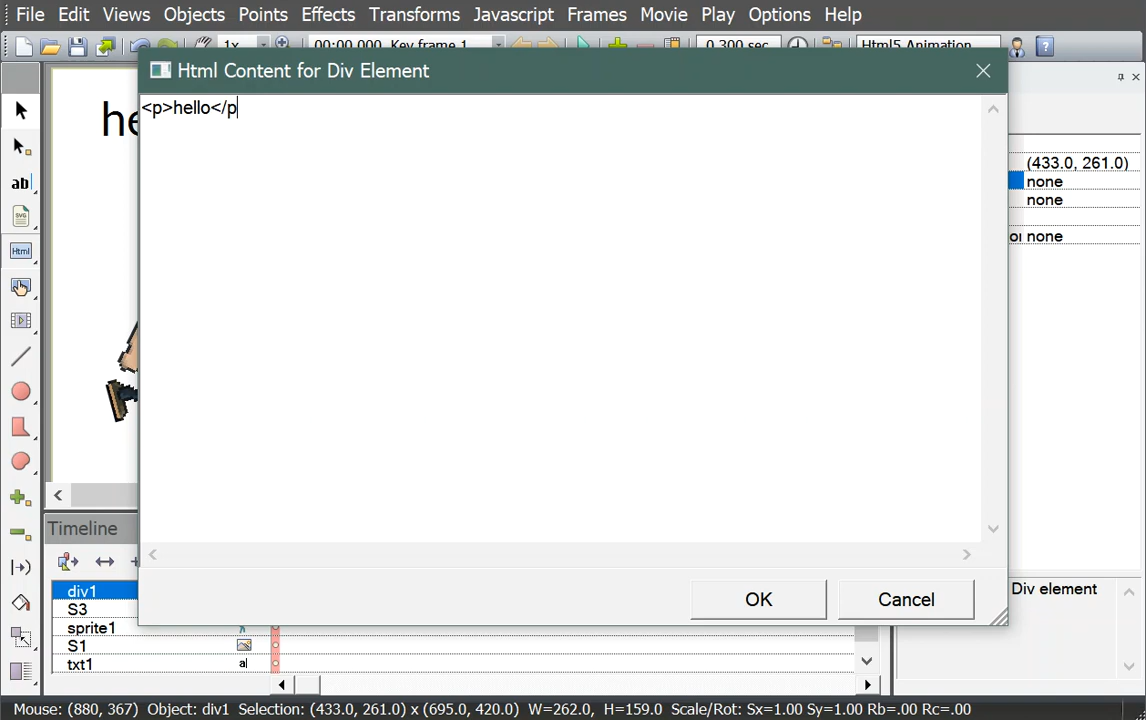 File Edit Views Objects Points Effects Transforms Javascript Frames Movie Play Options Help
1x 00:00.000 Key frame 1 0.300 sec Html5 Animation
Html Content for Div Element
<p>hello</p
he
ab
SVG
Html
(433.0, 261.0)
none
none
or none
Timeline
div1
S3
sprite1
S1
txt1 a
OK Cancel
Div element
Mouse: (880, 367) Object: div1 Selection: (433.0, 261.0) x (695.0, 420.0) W=262.0, H=159.0 Scale/Rot: Sx=1.00 Sy=1.00 Rb=.00 Rc=.00